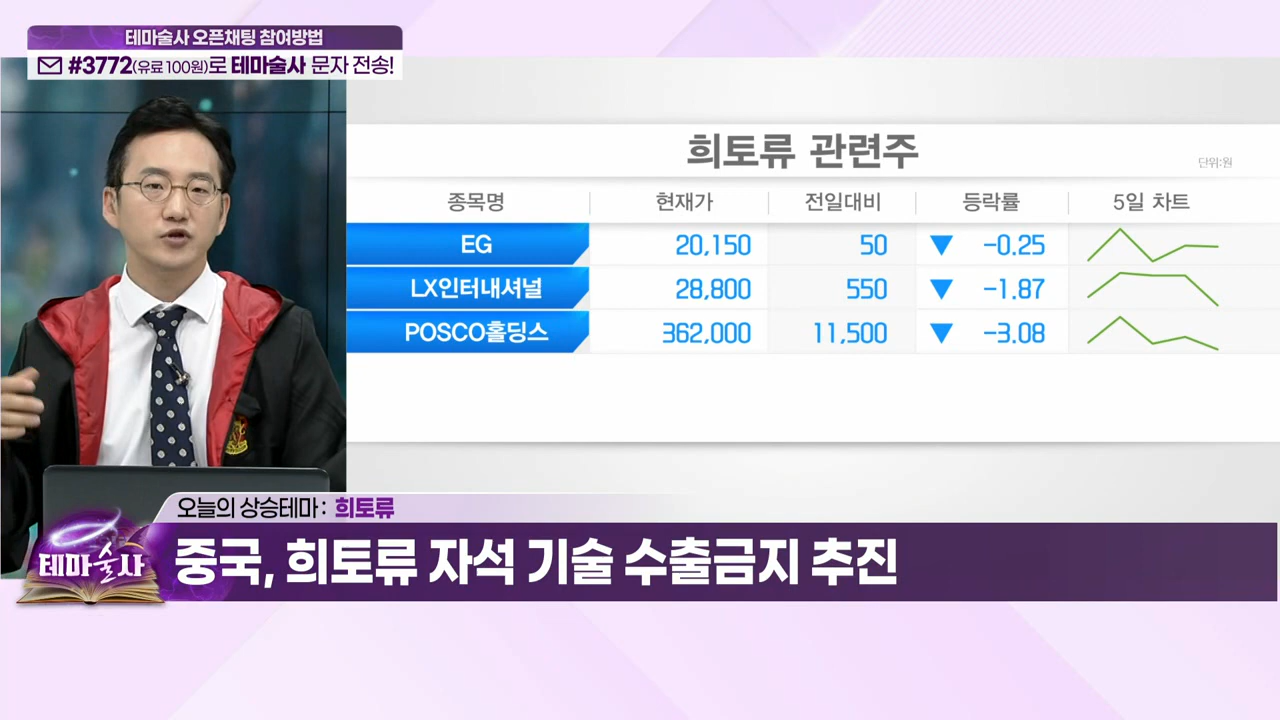 테마술사 오픈채팅 참여방법
#3772(유료 100원)로 테마술사 문자 전송!
희토류 관련주
단위:원
종목명 현재가 전일대비 등락률 5일 차트
EG 20,150 50 ▼ -0.25
LX인터내셔널 28,800 550 ▼ -1.87
POSCO홀딩스 362,000 11,500 ▼ -3.08
오늘의 상승테마 : 희토류
테마술사
중국, 희토류 자석 기술 수출금지 추진